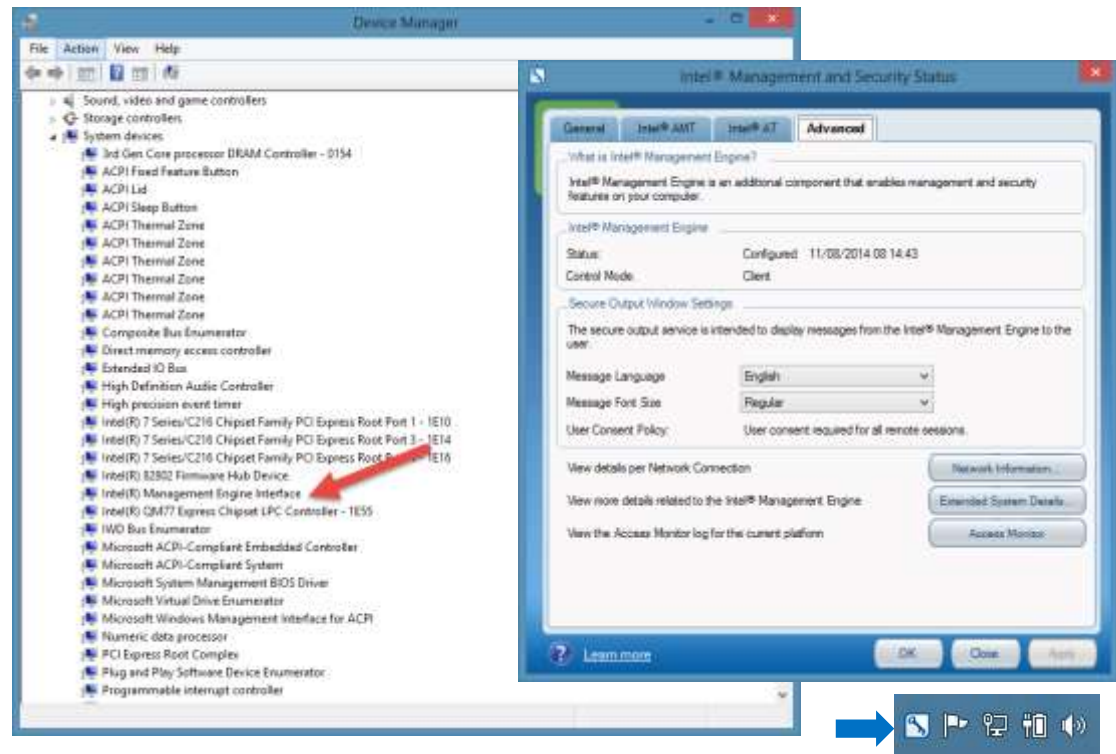 Device Manager
File Action View Help
Sound, video and game controllers
Storage controllers
System devices
3rd Gen Core processor DRAM Controller - 0154
ACPI Fixed Feature Button
ACPI Lid
ACPI Sleep Button
ACPI Thermal Zone
ACPI Thermal Zone
ACPI Thermal Zone
ACPI Thermal Zone
ACPI Thermal Zone
ACPI Thermal Zone
Composite Bus Enumerator
Direct memory access controller
Extended IO Bus
High Definition Audio Controller
High precision event timer
Intel(R) 7 Series/C216 Chipset Family PCI Express Root Port 1 - 1E10
Intel(R) 7 Series/C216 Chipset Family PCI Express Root Port 3 - 1E14
Intel(R) 7 Series/C216 Chipset Family PCI Express Root 1E16
Intel(R) 82802 Firmware Hub Device
Intel(R) Management Engine Interface
Intel(R) QM77 Express Chipset LPC Controller - 1E55
IWD Bus Enumerator
Microsoft ACPI-Compliant Embedded Controller
Microsoft ACPI-Compliant System
Microsoft System Management BIOS Driver
Microsoft Virtual Drive Enumerator
Microsoft Windows Management Interface for ACPI
Numeric data processor
PCI Express Root Complex
Plug and Play Software Device Enumerator
Programmable interrupt controller
Intel® Management and Security Status
General Intel® AMT Intel® AT Advanced
What is Intel® Management Engine?
Intel® Management Engine is an additional component that enables management and security
features on your computer.
Intel® Management Engine
Status: Configured 11/08/2014 08:14:43
Control Mode: Client
Secure Output Window Settings
The secure output service is intended to display messages from the Intel® Management Engine to the
user.
Message Language English
Message Font Size Regular
User Consent Policy: User consent required for all remote sessions.
View details per Network Connection Network Information...
View more details related to the Intel® Management Engine Extended System Details...
View the Access Monitor log for the current platform Access Monitor
Learn more OK Close Apply